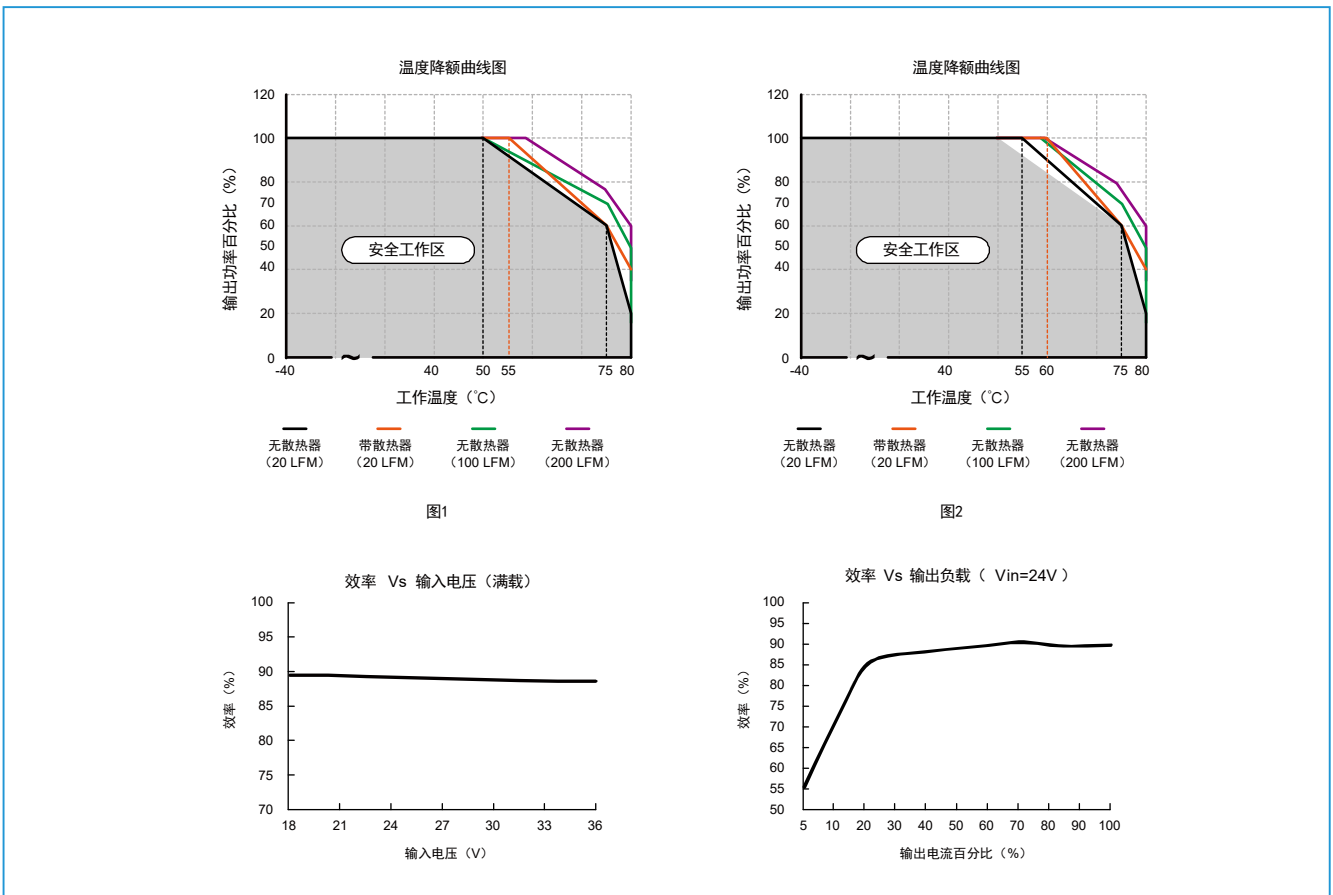 温度降额曲线图
120
100
80
70
60
50
40
20
0
输出功率百分比（%）
安全工作区
-40 40 50 55 75 80
工作温度（℃）
无散热器 带散热器 无散热器 无散热器
（20 LFM） （20 LFM） （100 LFM） （200 LFM）
图1
温度降额曲线图
120
100
80
70
60
50
40
20
0
输出功率百分比（%）
安全工作区
-40 40 55 60 75 80
工作温度（℃）
无散热器 带散热器 无散热器 无散热器
（20 LFM） （20 LFM） （100 LFM） （200 LFM）
图2
效率 Vs 输入电压（满载）
100
95
90
85
80
75
70
效率（%）
18 21 24 27 30 33 36
输入电压（V）
效率 Vs 输出负载（ Vin=24V ）
100
95
90
85
80
75
70
65
60
55
50
效率（%）
5 10 20 30 40 50 60 70 80 90 100
输出电流百分比（%）